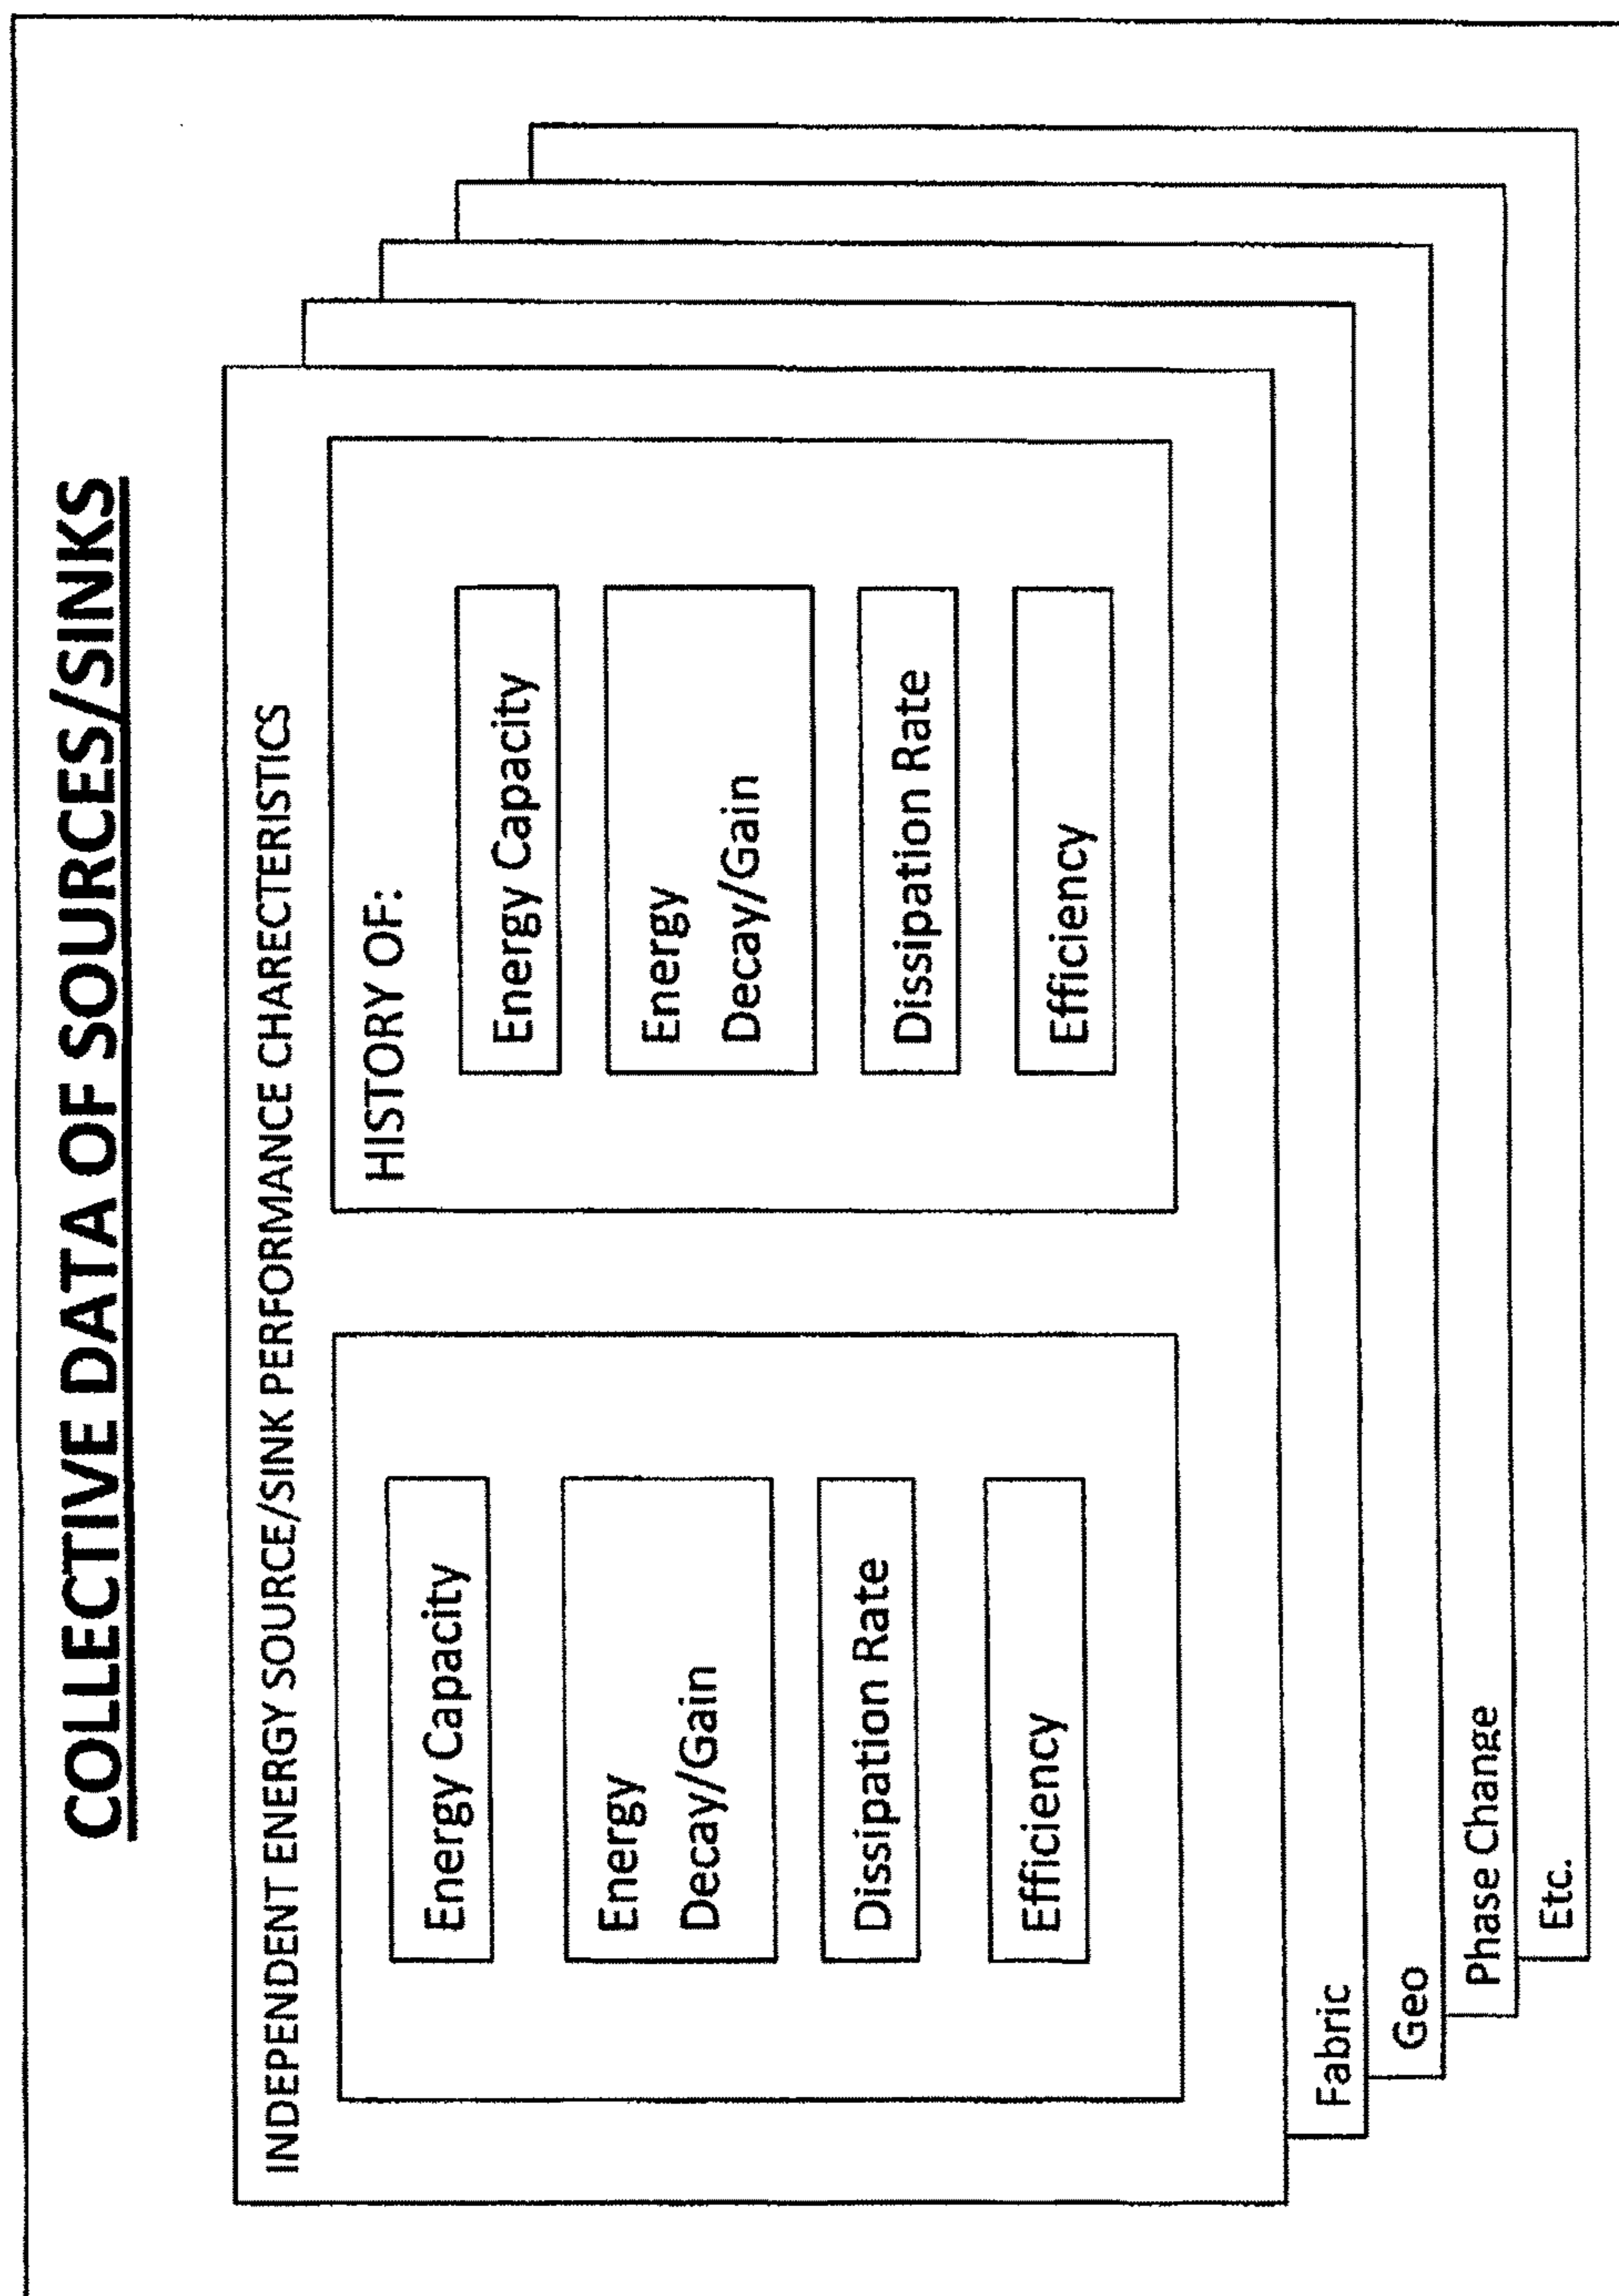 COLLECTIVE DATA OF SOURCES/SINKS
INDEPENDENT ENERGY SOURCE/SINK PERFORMANCE CHARECTERISTICS
Energy Capacity
Energy
Decay/Gain
Dissipation Rate
Efficiency
HISTORY OF:
Energy Capacity
Energy
Decay/Gain
Dissipation Rate
Efficiency
Fabric
Geo
Phase Change
Etc.